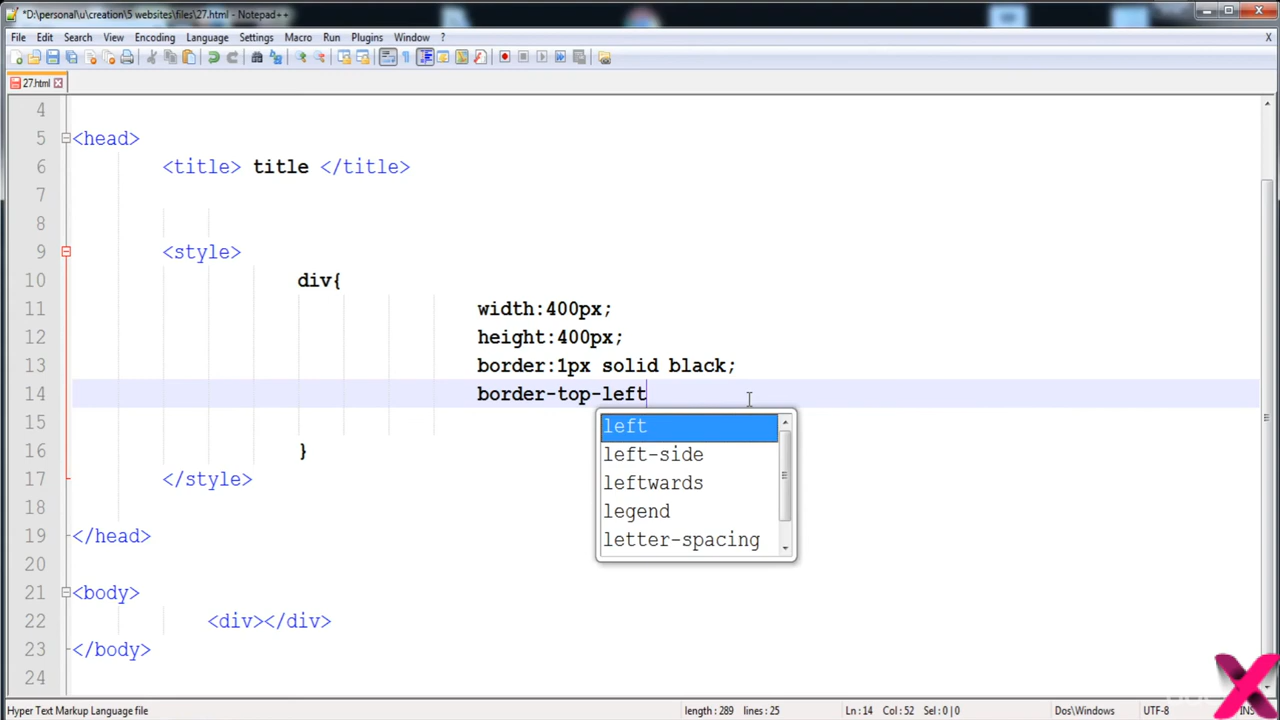 *D:\personal\u\creation\5 websites\files\27.html - Notepad++
File Edit Search View Encoding Language Settings Macro Run Plugins Window ? X
27.html
4
5 <head>
6 <title> title </title>
7
8
9 <style>
10 div{
11 width:400px;
12 height:400px;
13 border:1px solid black;
14 border-top-left
left
15
left-side
16 }
17 </style>
leftwards
18
legend
19 </head>
letter-spacing
20
21 <body>
22 <div></div>
23 </body>
24
Hyper Text Markup Language file length : 289 lines : 25 Ln : 14 Col : 52 Sel : 0 | 0 Dos\Windows UTF-8 INS